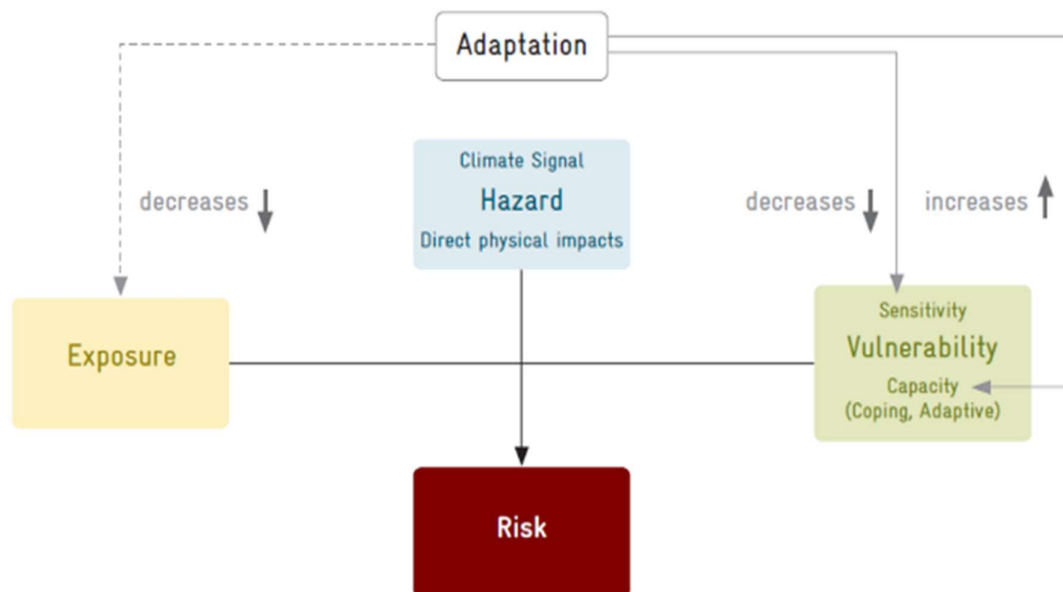 Adaptation
Climate Signal
Hazard
Direct physical impacts
decreases
decreases
increases
Exposure
Sensitivity
Vulnerability
Capacity
(Coping, Adaptive)
Risk